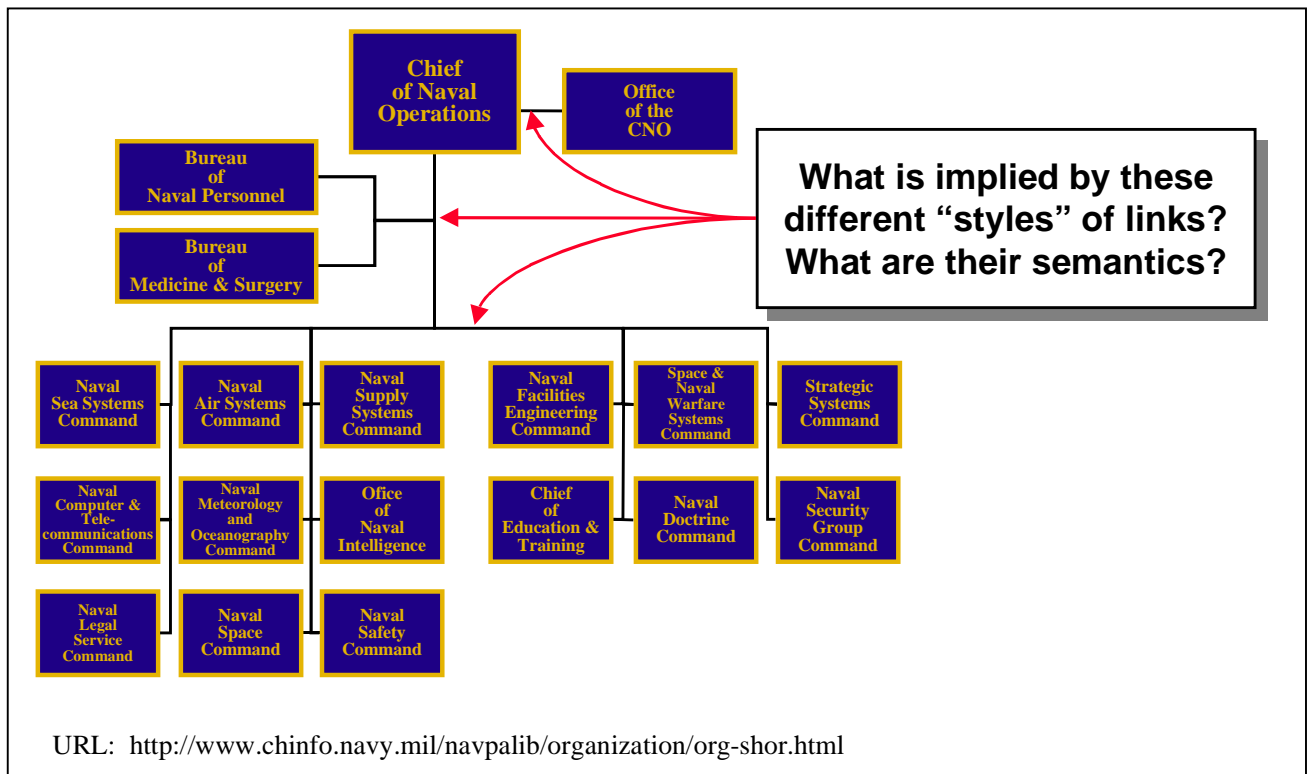 Chief
of Naval
Operations
Office
of the
CNO
Bureau
of
Naval Personnel
Bureau
of
Medicine & Surgery
What is implied by these
different “styles” of links?
What are their semantics?
Naval
Sea Systems
Command
Naval
Air Systems
Command
Naval
Supply
Systems
Command
Naval
Facilities
Engineering
Command
Space &
Naval
Warfare
Systems
Command
Strategic
Systems
Command
Naval
Computer &
Tele-
communications
Command
Naval
Meteorology
and
Oceanography
Command
Ofice
of
Naval
Intelligence
Chief
of
Education &
Training
Naval
Doctrine
Command
Naval
Security
Group
Command
Naval
Legal
Service
Command
Naval
Space
Command
Naval
Safety
Command
URL: http://www.chinfo.navy.mil/navpalib/organization/org-shor.html